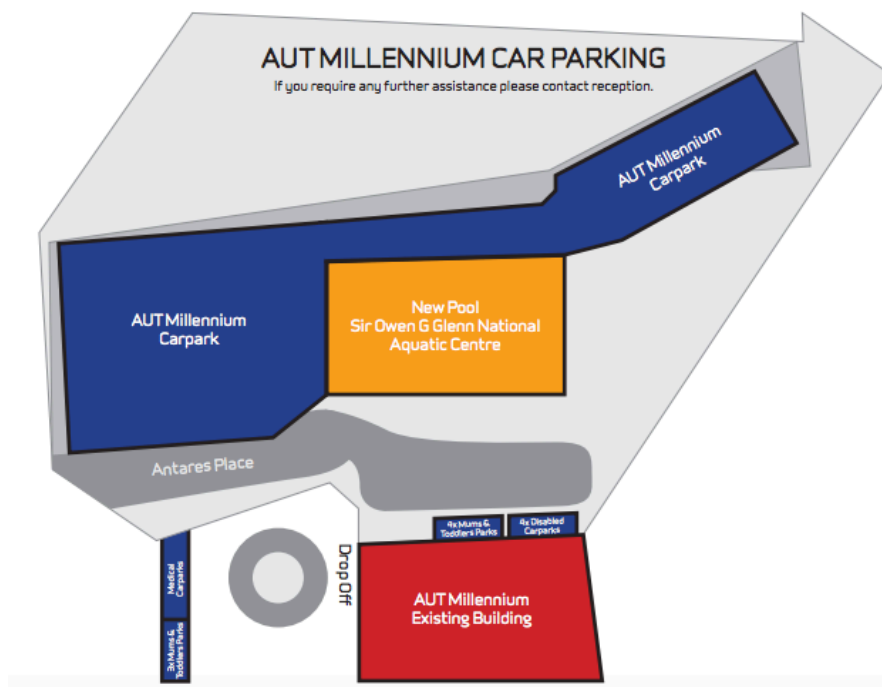 AUT MILLENNIUM CAR PARKING
If you require any further assistance please contact reception.
AUT Millennium
Carpark
New Pool
Sir Owen G Glenn National
Aquatic Centre
AUT Millennium
Carpark
Antares Place
4x Mums &
Toddlers Parks
4x Disabled
Carparks
Drop Off
Medical
Carparks
3x Mums &
Toddlers Parks
AUT Millennium
Existing Building